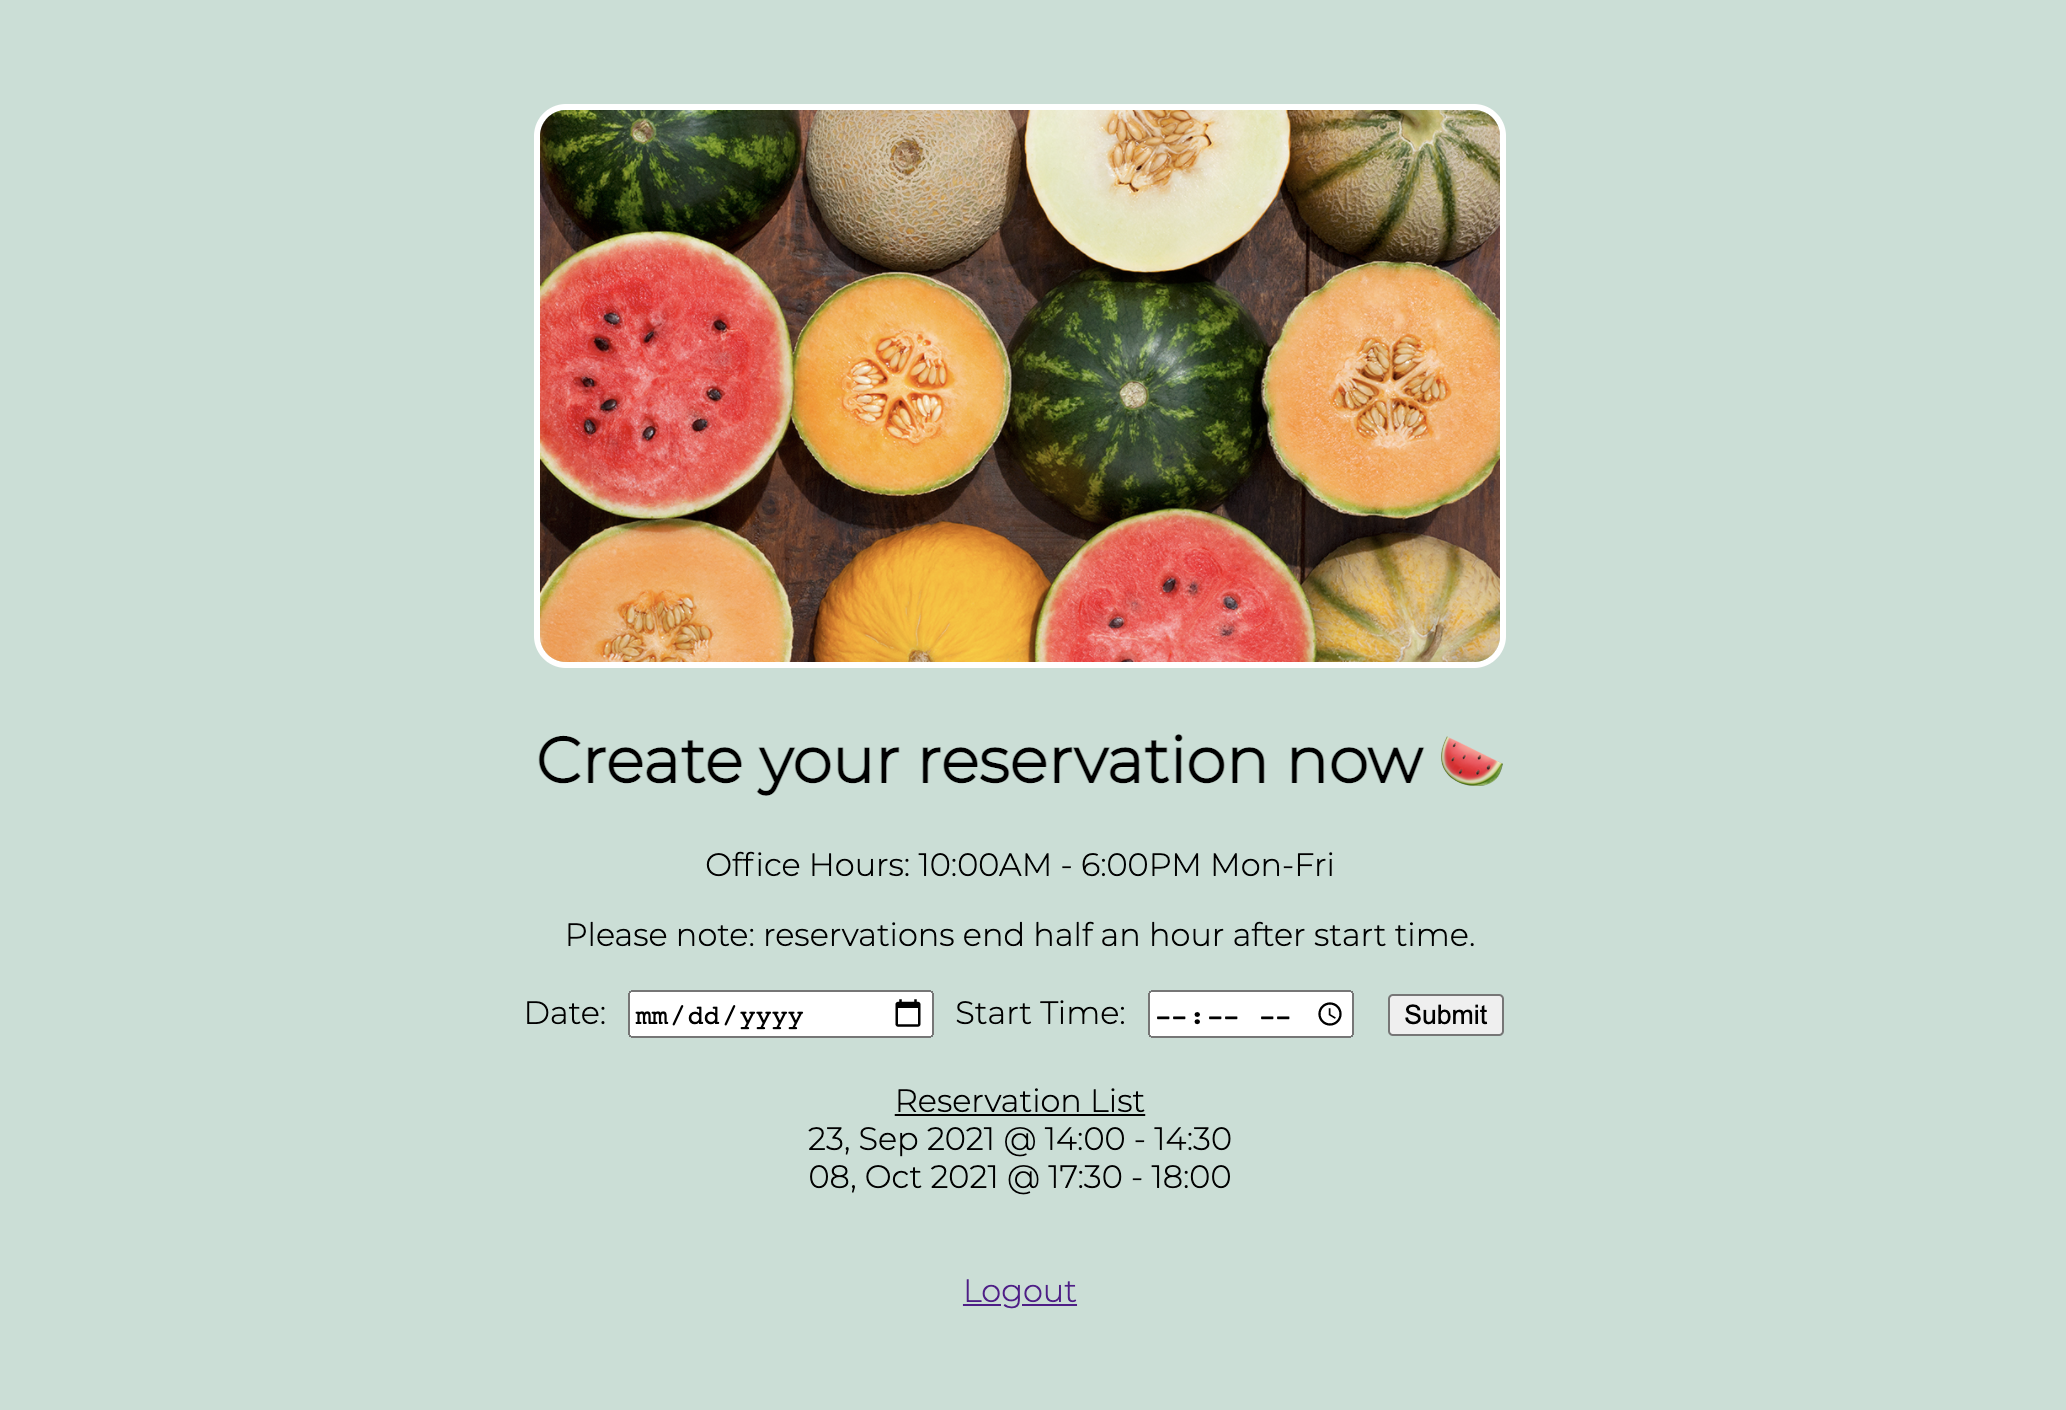 Create your reservation now 🍉
Office Hours: 10:00AM - 6:00PM Mon-Fri
Please note: reservations end half an hour after start time.
Date: mm/dd/yyyy Start Time: --:-- -- Submit
Reservation List
23, Sep 2021 @ 14:00 - 14:30
08, Oct 2021 @ 17:30 - 18:00
Logout